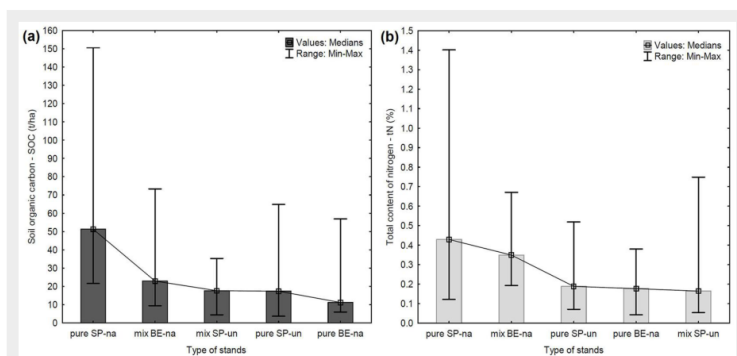 (a)
Values: Medians
Range: Min-Max
Soil organic carbon - SOC (t/ha)
160
150
140
130
120
110
100
90
80
70
60
50
40
30
20
10
0
pure SP-na mix BE-na mix SP-un pure SP-un pure BE-na
Type of stands
(b)
Values: Medians
Range: Min-Max
Total content of nitrogen - tN (%)
1.5
1.4
1.3
1.2
1.1
1.0
0.9
0.8
0.7
0.6
0.5
0.4
0.3
0.2
0.1
0.0
pure SP-na mix BE-na pure SP-un pure BE-na mix SP-un
Type of stands